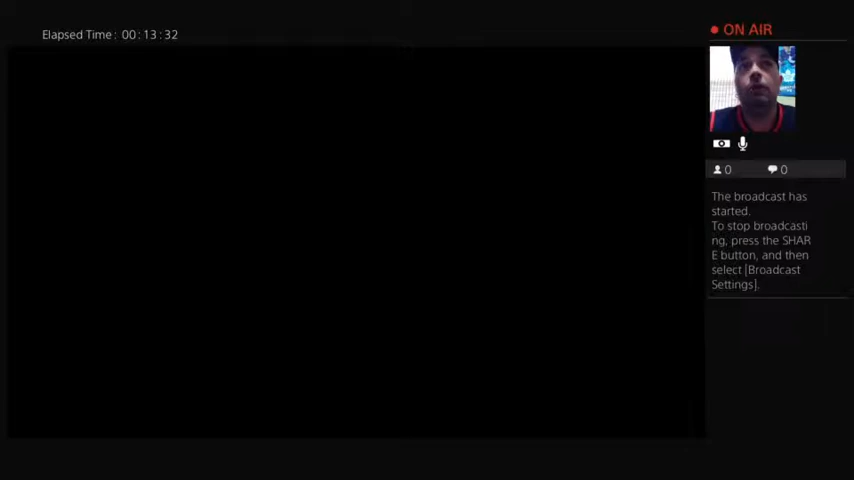 Elapsed Time: 00:13:32
ON AIR
0 0
The broadcast has
started.
To stop broadcasti
ng, press the SHAR
E button, and then
select [Broadcast
Settings].